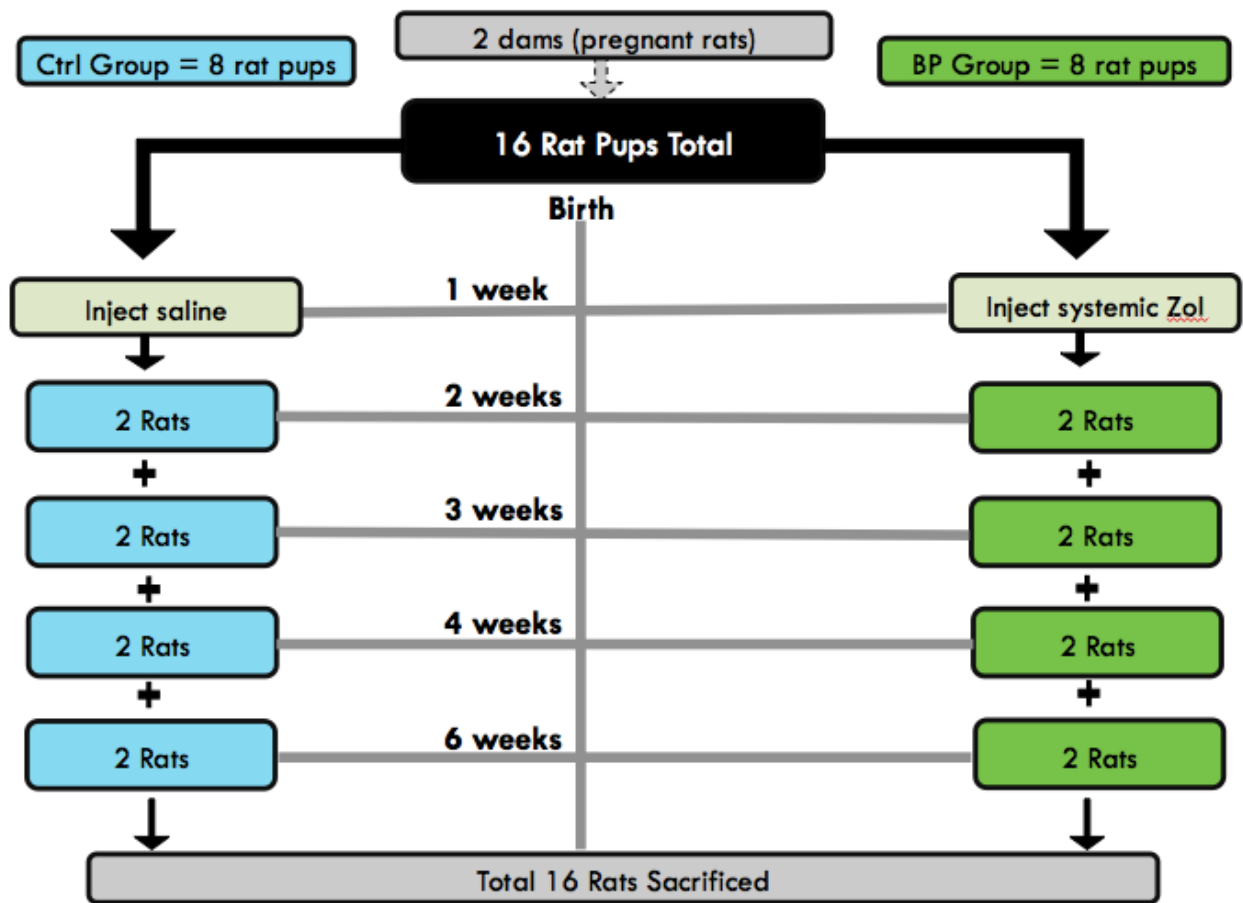 2 dams (pregnant rats)
Ctrl Group = 8 rat pups
BP Group = 8 rat pups
16 Rat Pups Total
Birth
1 week
Inject saline
Inject systemic Zol
2 weeks
2 Rats
2 Rats
+
+
3 weeks
2 Rats
2 Rats
+
+
4 weeks
2 Rats
2 Rats
+
+
6 weeks
2 Rats
2 Rats
Total 16 Rats Sacrificed